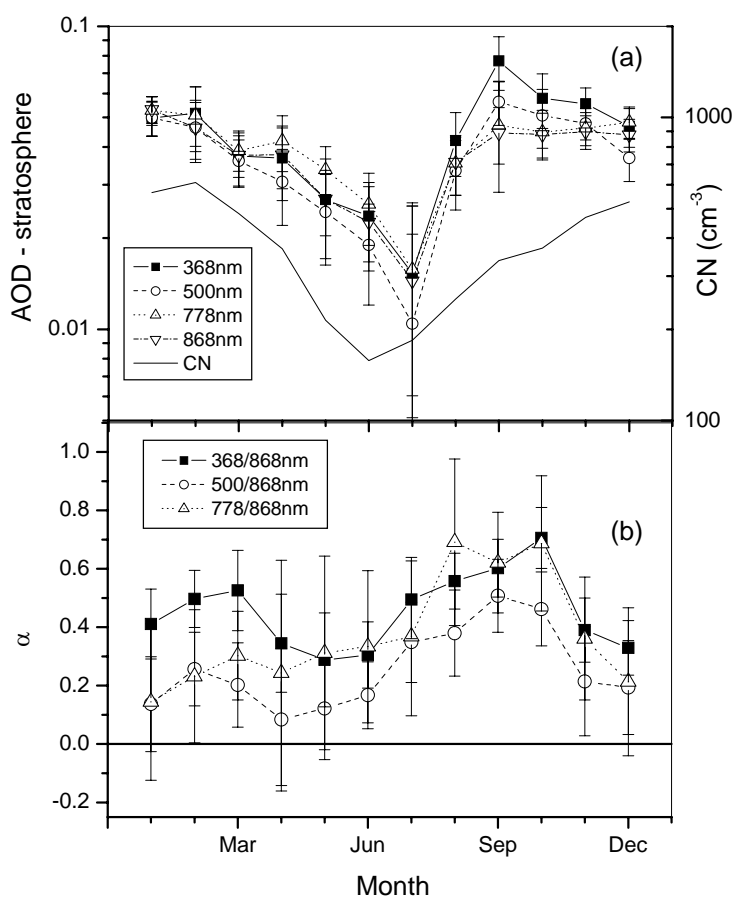 0.1
(a)
1000
AOD - stratosphere
CN (cm-3)
368nm
500nm
778nm
868nm
CN
0.01
100
1.0
368/868nm
500/868nm
778/868nm
(b)
0.8
0.6
α
0.4
0.2
0.0
-0.2
Mar
Jun
Sep
Dec
Month